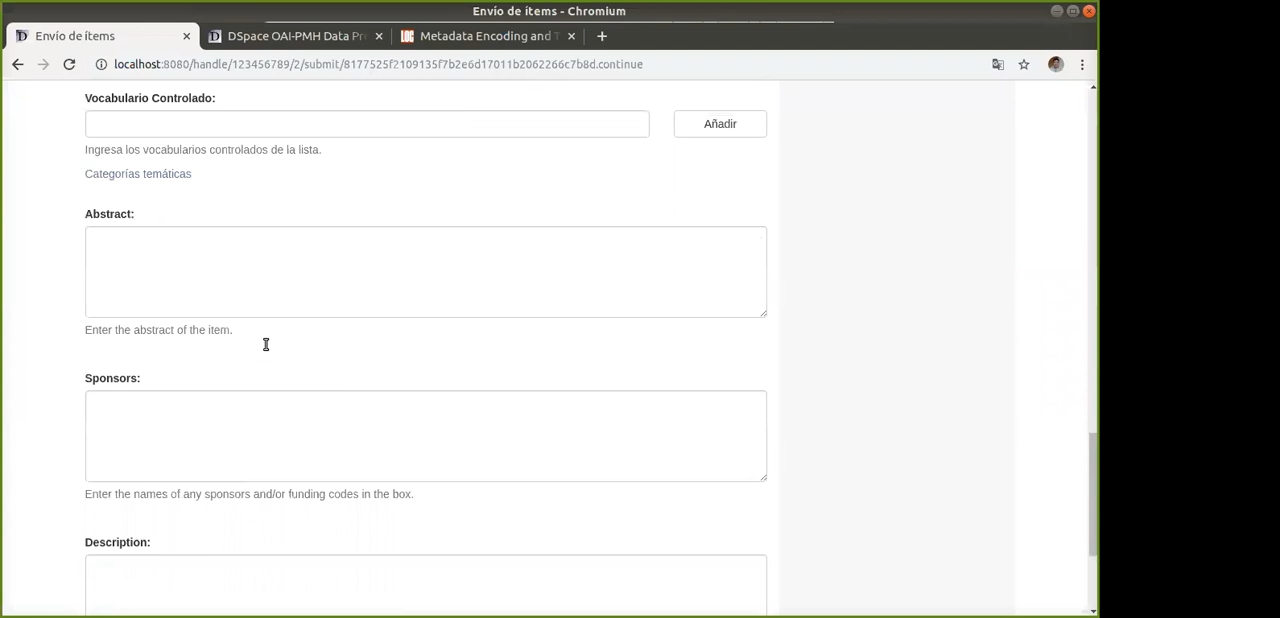 Envío de ítems - Chromium
Envío de ítems
DSpace OAI-PMH Data Pr
Metadata Encoding and T
localhost:8080/handle/123456789/2/submit/8177525f2109135f7b2e6d17011b2062266c7b8d.continue
Vocabulario Controlado:
Añadir
Ingresa los vocabularios controlados de la lista.
Categorías temáticas
Abstract:
Enter the abstract of the item.
Sponsors:
Enter the names of any sponsors and/or funding codes in the box.
Description: